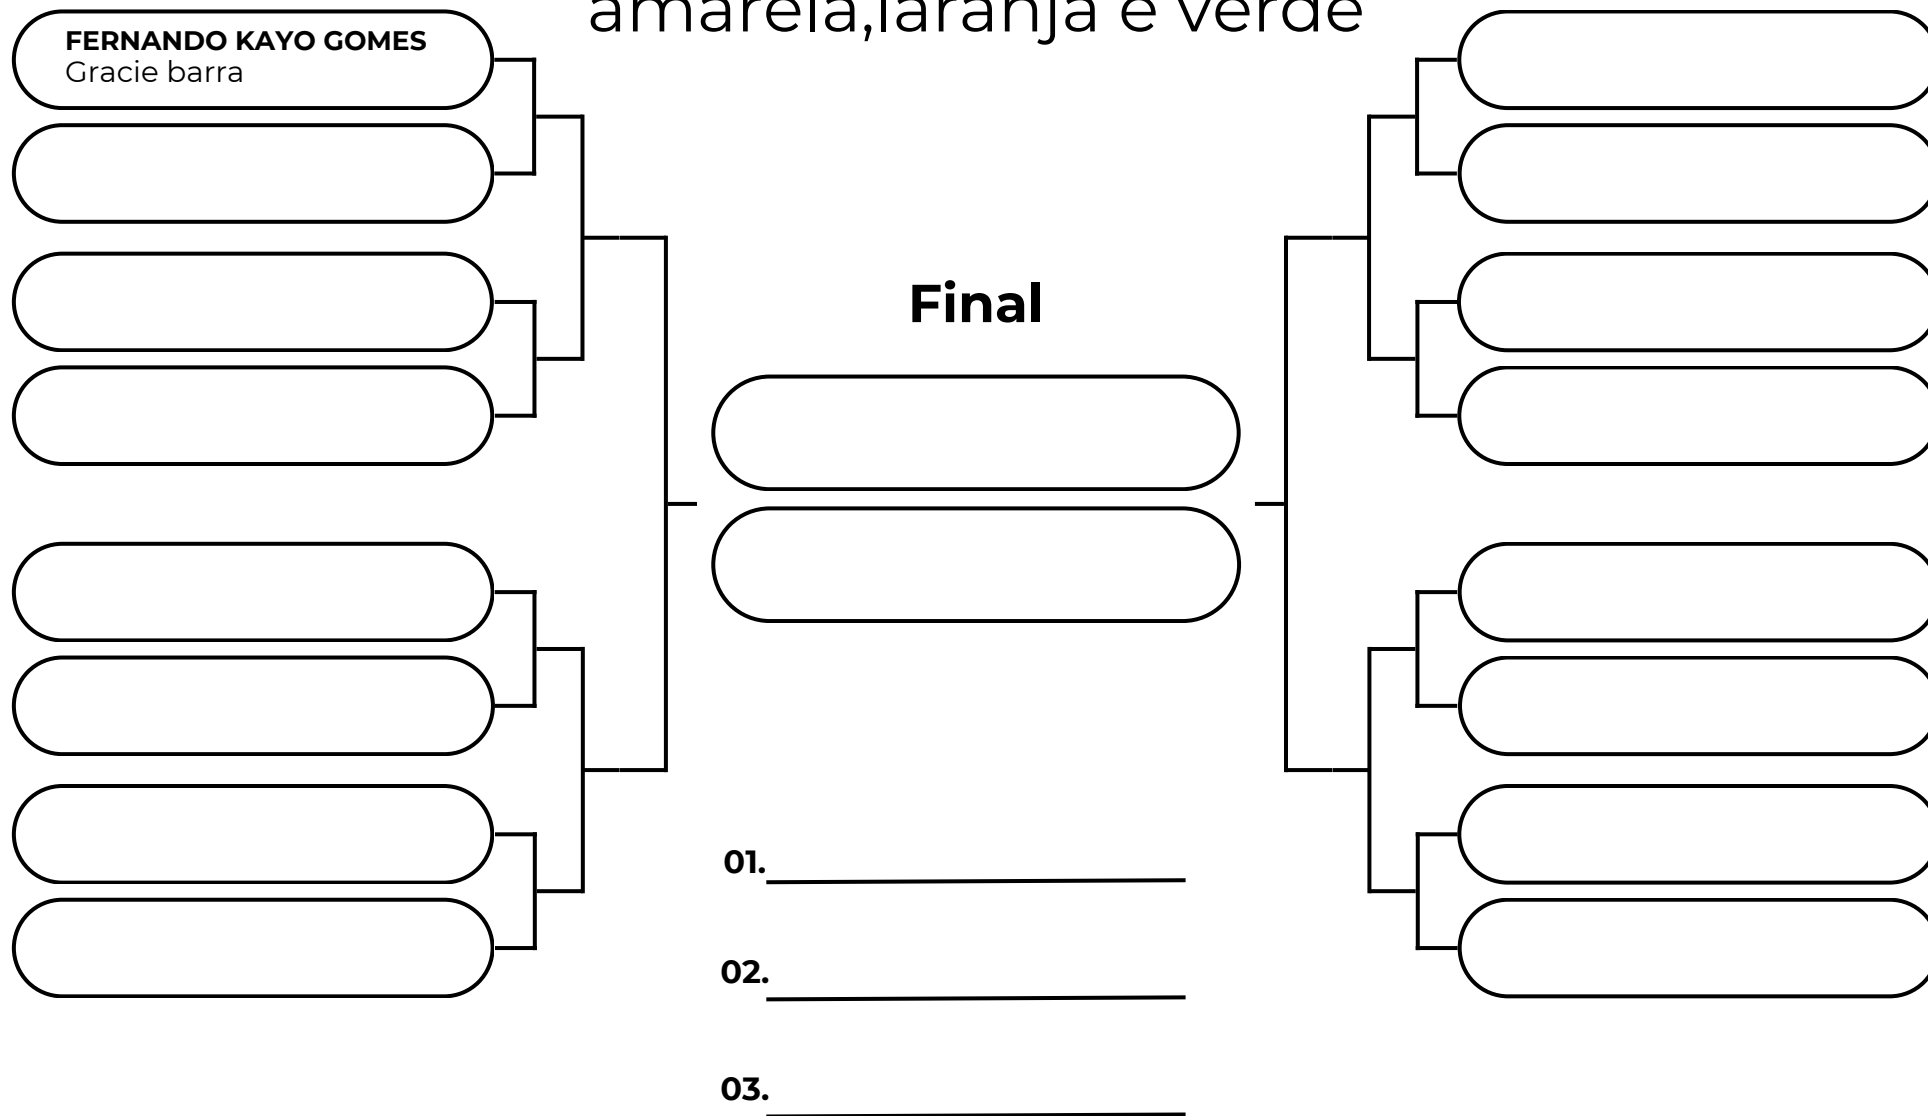 amarela,laranja e verde
FERNANDO KAYO GOMES
Gracie barra
Final
01.
02.
03.